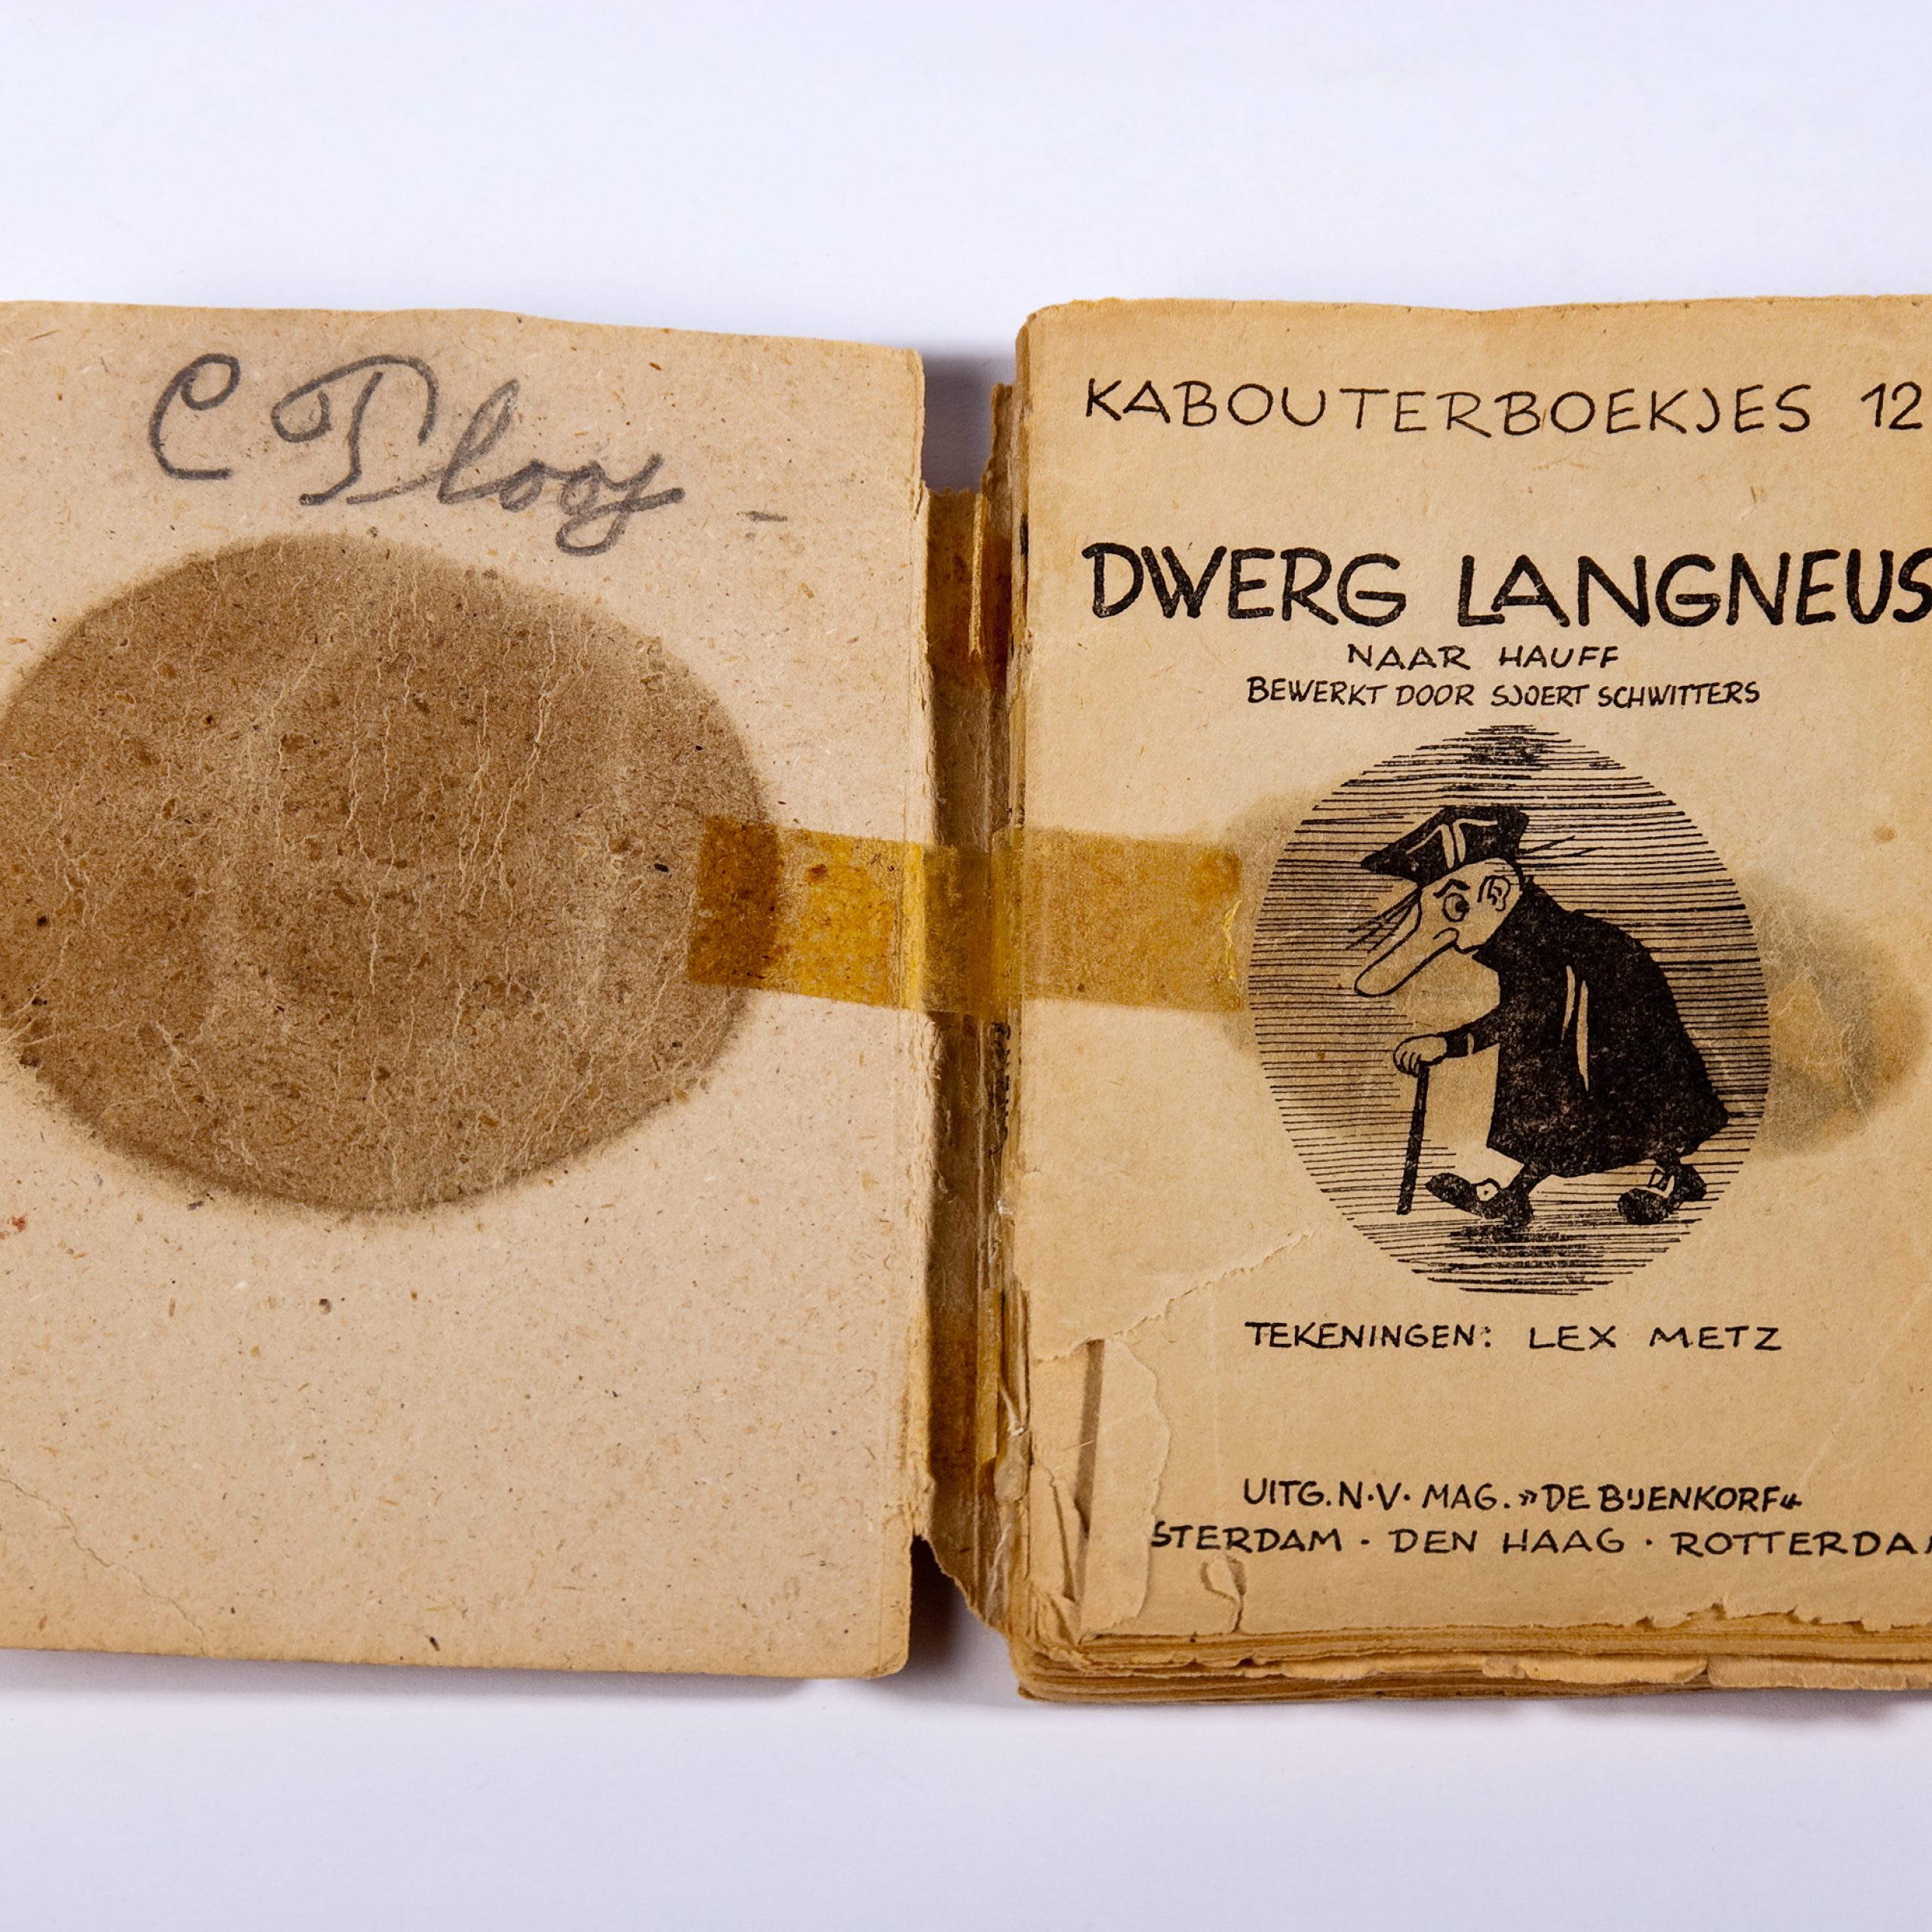 C Plooy -
KABOUTERBOEKJES 12
DWERG LANGNEUS
NAAR HAUFF
BEWERKT DOOR SJOERT SCHWITTERS
TEKENINGEN: LEX METZ
UITG. N·V· MAG. »DE BIJENKORF«
STERDAM · DEN HAAG · ROTTERDA